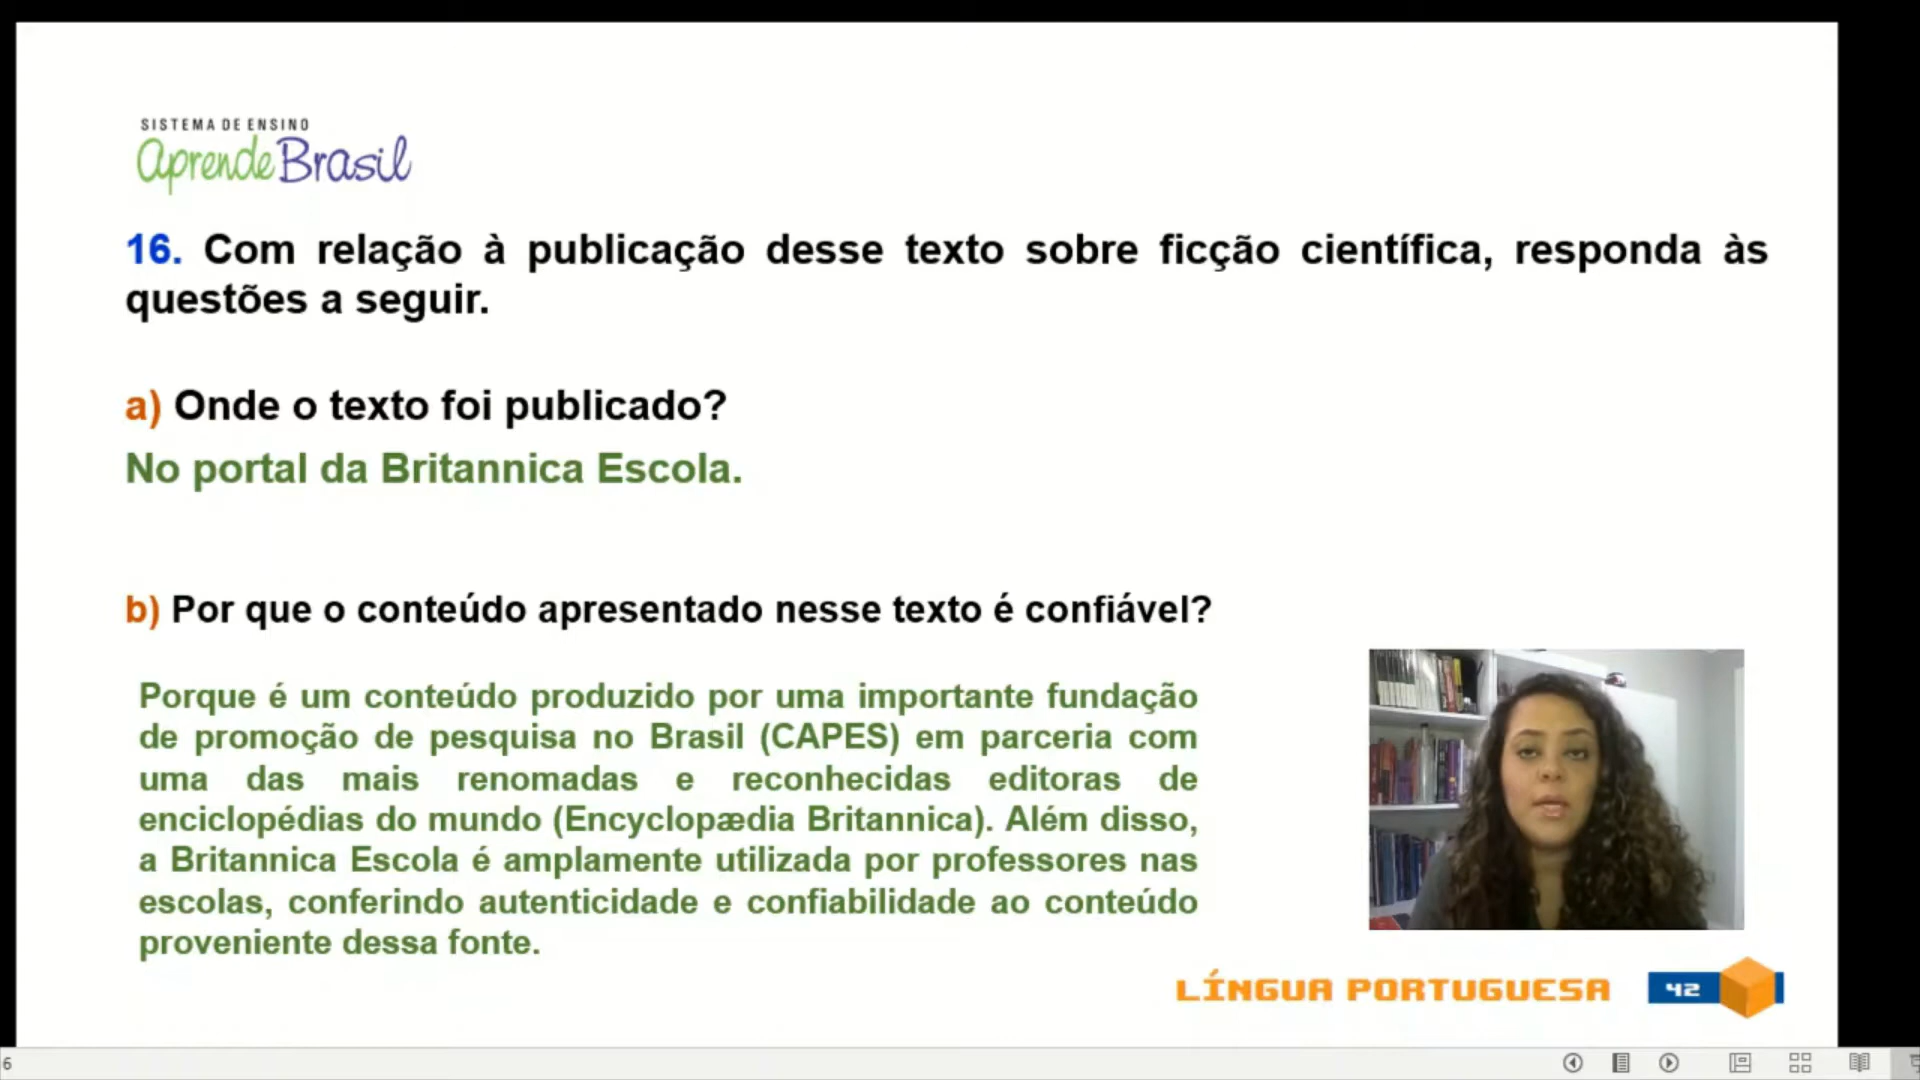 SISTEMA DE ENSINO
aprende Brasil
16. Com relação à publicação desse texto sobre ficção científica, responda às
questões a seguir.
a) Onde o texto foi publicado?
No portal da Britannica Escola.
b) Por que o conteúdo apresentado nesse texto é confiável?
Porque é um conteúdo produzido por uma importante fundação
de promoção de pesquisa no Brasil (CAPES) em parceria com
uma das mais renomadas e reconhecidas editoras de
enciclopédias do mundo (Encyclopædia Britannica). Além disso,
a Britannica Escola é amplamente utilizada por professores nas
escolas, conferindo autenticidade e confiabilidade ao conteúdo
proveniente dessa fonte.
LÍNGUA PORTUGUESA 42
6